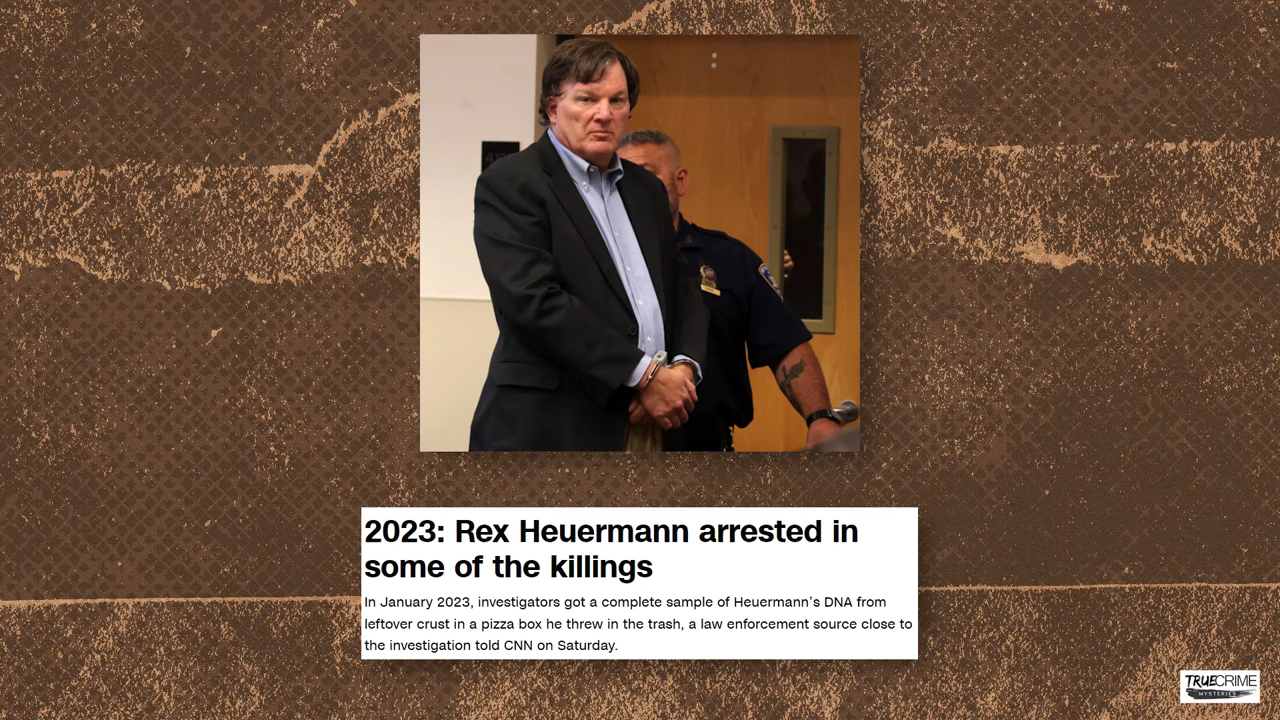 2023: Rex Heuermann arrested in
some of the killings
In January 2023, investigators got a complete sample of Heuermann’s DNA from
leftover crust in a pizza box he threw in the trash, a law enforcement source close to
the investigation told CNN on Saturday.
TRUECRIME
MYSTERIES